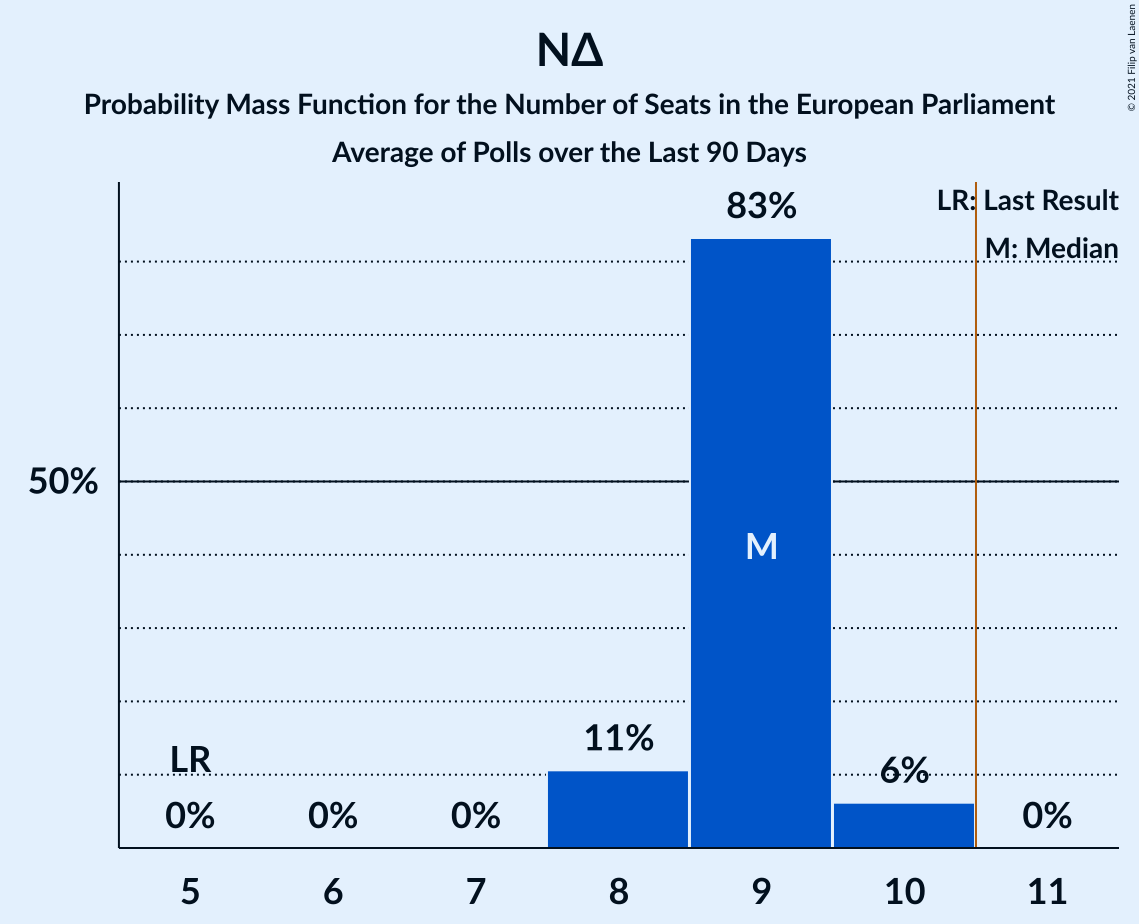 ΝΔ
Probability Mass Function for the Number of Seats in the European Parliament
Average of Polls over the Last 90 Days
© 2021 Filip van Laenen
LR: Last Result
M: Median
83%
50%
M
11%
LR
6%
0%
0%
0%
0%
5
6
7
8
9
10
11